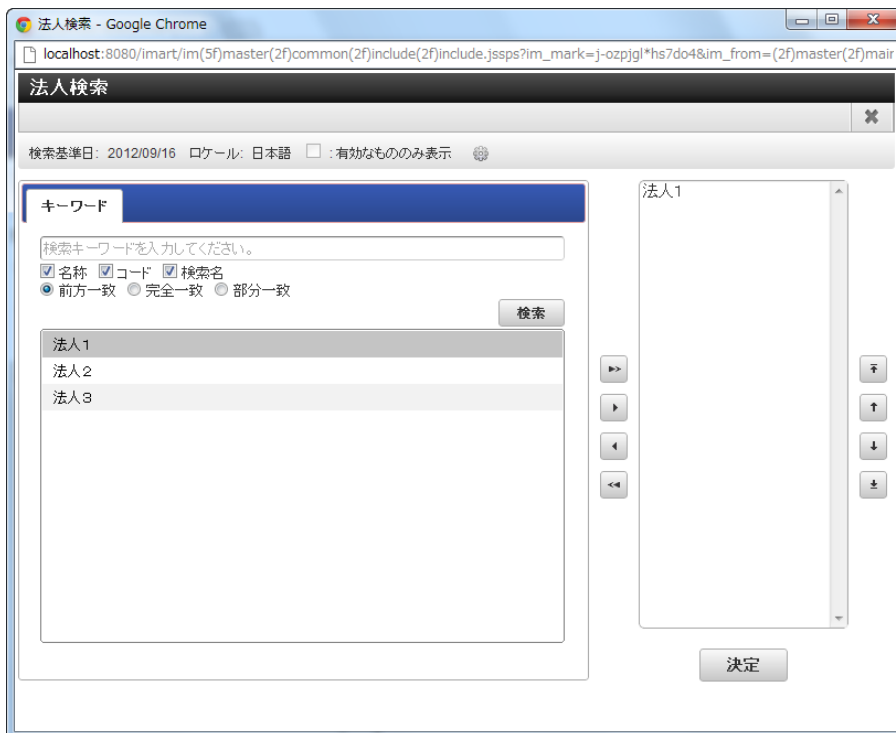 法人検索 - Google Chrome
localhost:8080/imart/im(5f)master(2f)common(2f)include(2f)include.jssps?im_mark=j-ozpjgl*hs7do4&im_from=(2f)master(2f)mair
法人検索
検索基準日: 2012/09/16 ロケール: 日本語 :有効なもののみ表示
キーワード
検索キーワードを入力してください。
名称 コード 検索名
前方一致 完全一致 部分一致
検索
法人1
法人2
法人3
法人1
決定